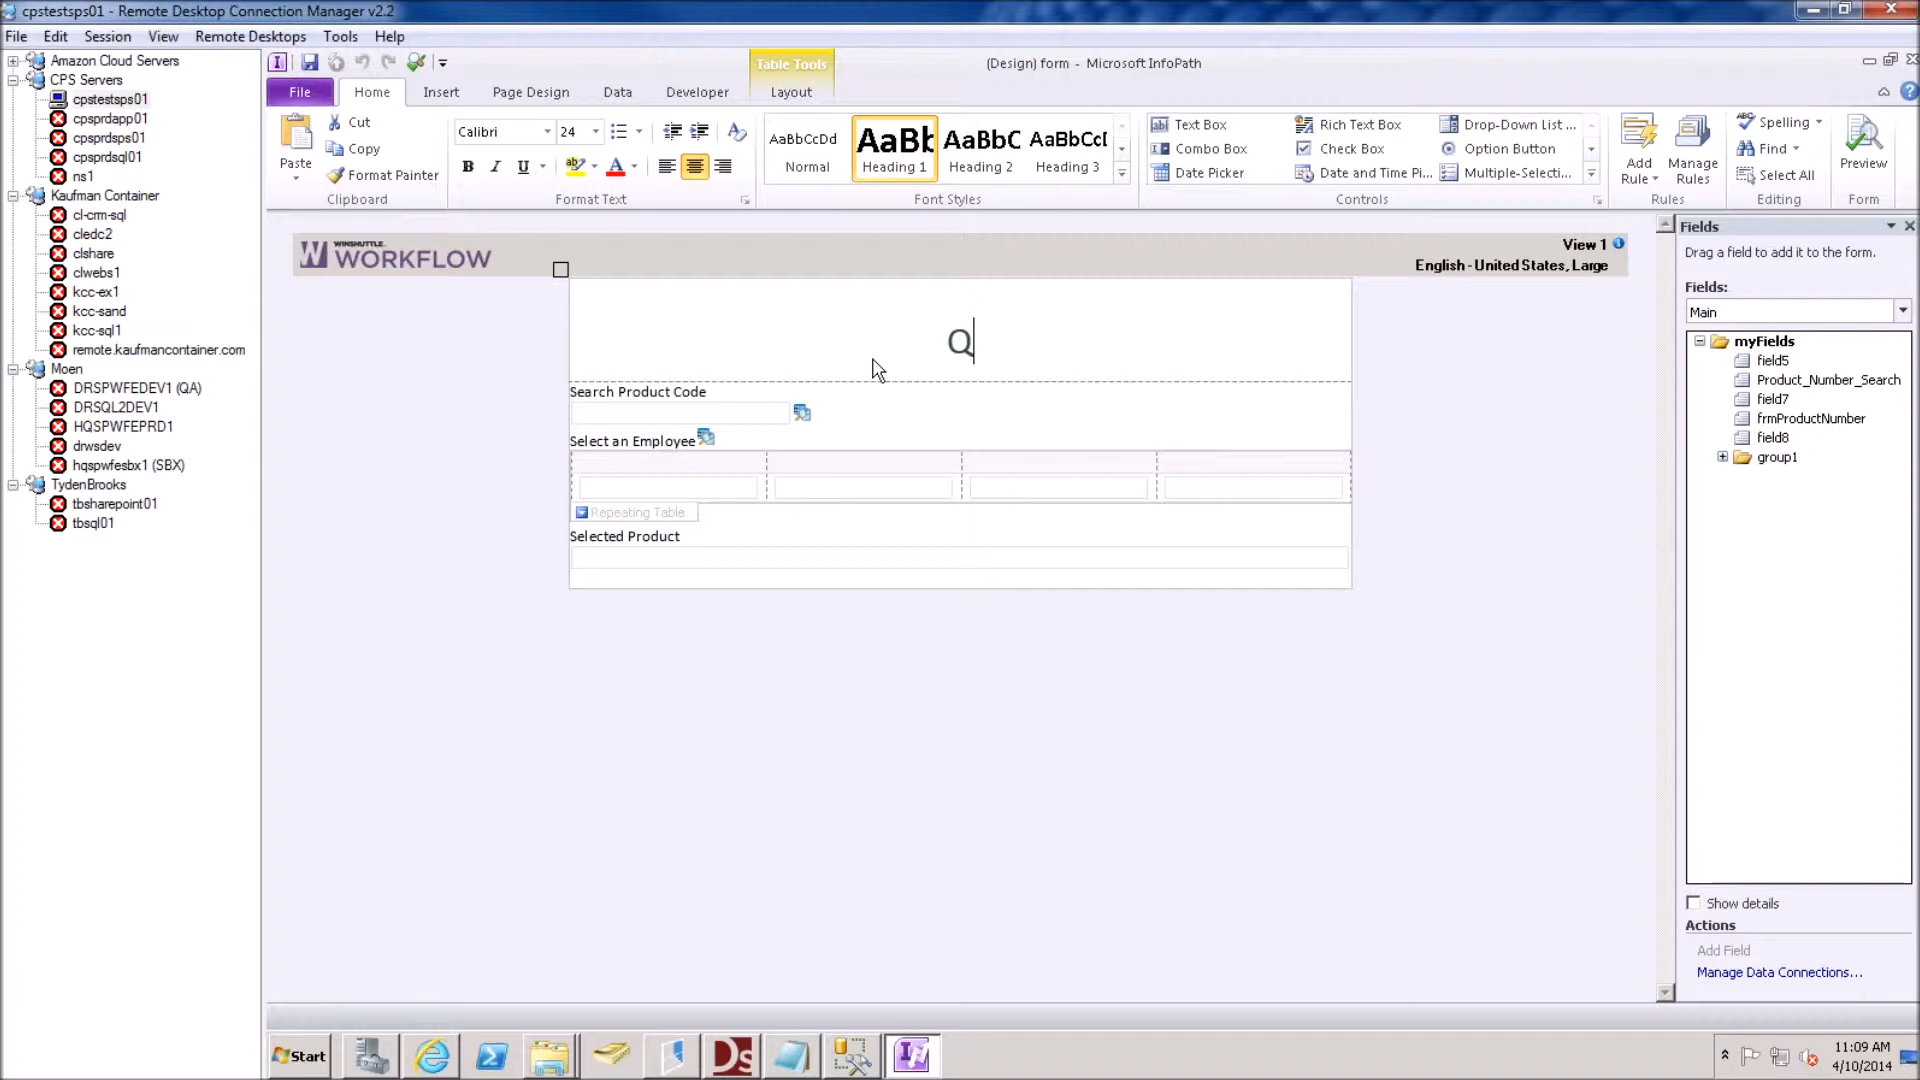 cpstestsps01 - Remote Desktop Connection Manager v2.2
File Edit Session View Remote Desktops Tools Help
Amazon Cloud Servers
CPS Servers
cpstestsps01
cpsprdapp01
cpsprdsps01
cpsprdsql01
ns1
Kaufman Container
cl-crm-sql
cledc2
clshare
clwebs1
kcc-ex1
kcc-sand
kcc-sql1
remote.kaufmancontainer.com
Moen
DRSPWFEDEV1 (QA)
DRSQL2DEV1
HQSPWFEPRD1
drwsdev
hqspwfesbx1 (SBX)
TydenBrooks
tbsharepoint01
tbsql01
Table Tools
(Design) form - Microsoft InfoPath
File Home Insert Page Design Data Developer Layout
Paste
Cut
Copy
Format Painter
Clipboard
Calibri 24
B I U A
Format Text
AaBbCcDd
Normal
AaBb
Heading 1
AaBbC
Heading 2
AaBbCcI
Heading 3
Font Styles
Text Box Rich Text Box Drop-Down List ...
Combo Box Check Box Option Button
Date Picker Date and Time Pi... Multiple-Selecti...
Controls
Add Rule
Manage Rules
Rules
Spelling
Find
Select All
Editing
Preview
Form
WINSHUTTLE
WORKFLOW
View 1
English - United States, Large
Q
Search Product Code
Select an Employee
Repeating Table
Selected Product
Fields
Drag a field to add it to the form.
Fields:
Main
myFields
field5
Product_Number_Search
field7
frmProductNumber
field8
group1
Show details
Actions
Add Field
Manage Data Connections...
Start
Ds
11:09 AM
4/10/2014